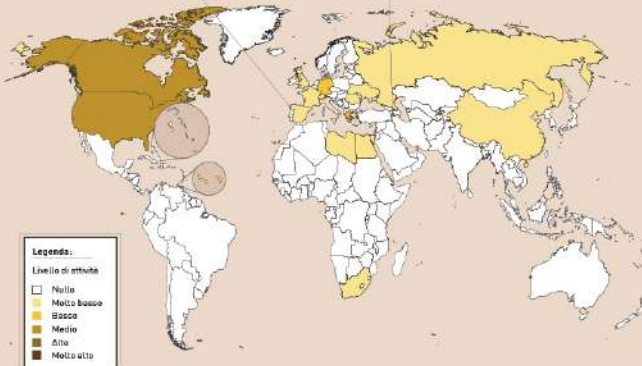 Legenda:
Livello di attività
Nullo
Molto basso
Basso
Medio
Alto
Molto alto